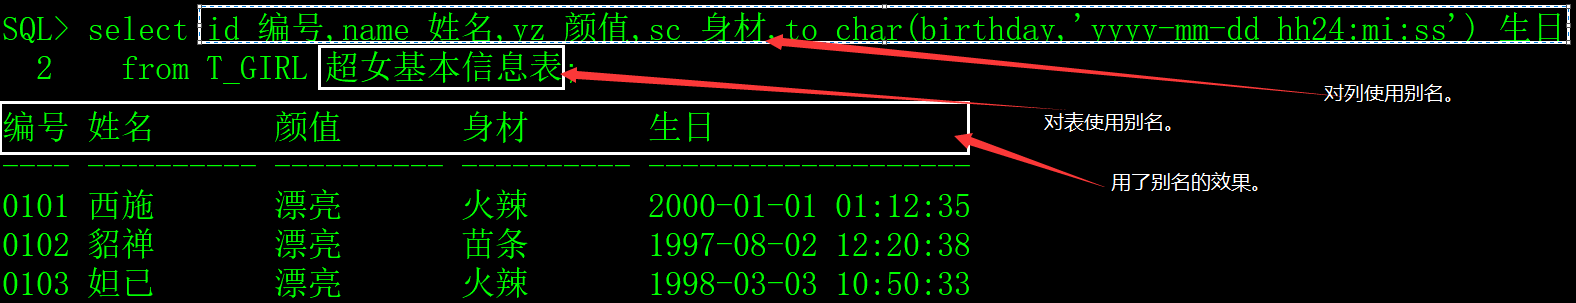 SQL> select id 编号,name 姓名,yz 颜值,sc 身材,to_char(birthday,'yyyy-mm-dd hh24:mi:ss') 生日
2 from T_GIRL 超女基本信息表;
对列使用别名。
对表使用别名。
编号 姓名 颜值 身材 生日
---- ---------- ---------- ---------- -------------------
用了别名的效果。
0101 西施 漂亮 火辣 2000-01-01 01:12:35
0102 貂禅 漂亮 苗条 1997-08-02 12:20:38
0103 妲已 漂亮 火辣 1998-03-03 10:50:33